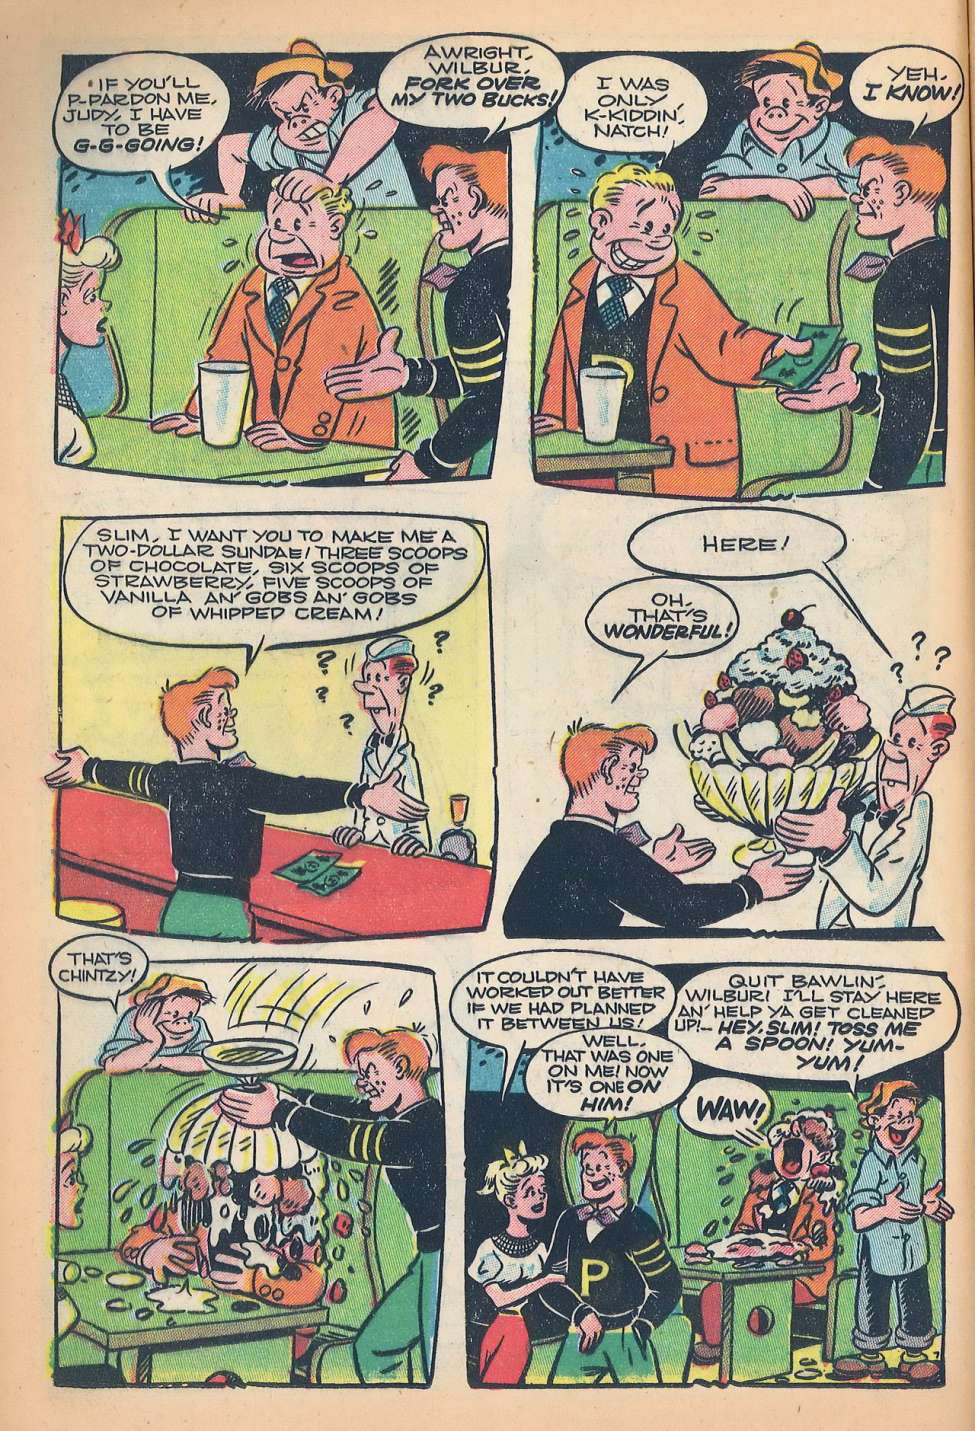 IF YOU'LL
P-PARDON ME,
JUDY, I HAVE
TO BE
G-G-GOING!
AWRIGHT,
WILBUR,
FORK OVER
MY TWO BUCKS!
I WAS
ONLY
K-KIDDIN',
NATCH!
YEH,
I KNOW!
SLIM, I WANT YOU TO MAKE ME A
TWO-DOLLAR SUNDAE! THREE SCOOPS
OF CHOCOLATE, SIX SCOOPS OF
STRAWBERRY, FIVE SCOOPS OF
VANILLA AN' GOBS AN' GOBS
OF WHIPPED CREAM!
? ? ? ? ?
HERE!
OH,
THAT'S
WONDERFUL!
? ? ? ?
THAT'S
CHINTZY!
IT COULDN'T HAVE
WORKED OUT BETTER
IF WE HAD PLANNED
IT BETWEEN US!
WELL,
THAT WAS ONE
ON ME! NOW
IT'S ONE ON
HIM!
WAW!
QUIT BAWLIN',
WILBUR! I'LL STAY HERE
AN' HELP YA GET CLEANED
UP!- HEY, SLIM! TOSS ME
A SPOON! YUM-
YUM!
P
7